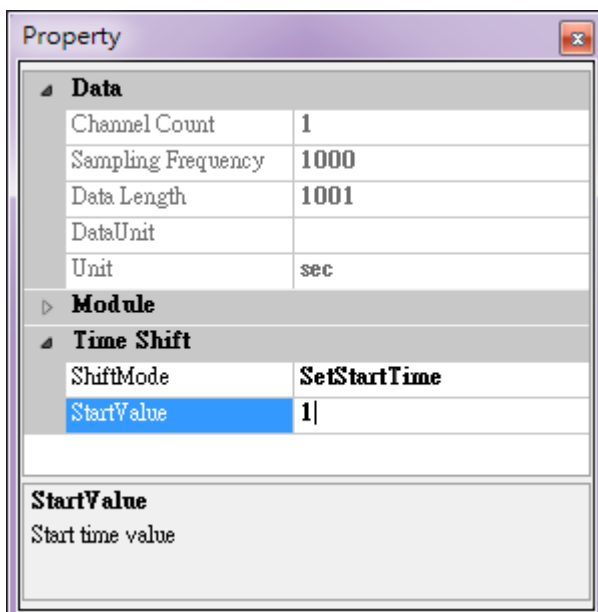 Property
Data
Channel Count 1
Sampling Frequency 1000
Data Length 1001
DataUnit
Unit sec
Module
Time Shift
ShiftMode SetStartTime
StartValue 1
StartValue
Start time value